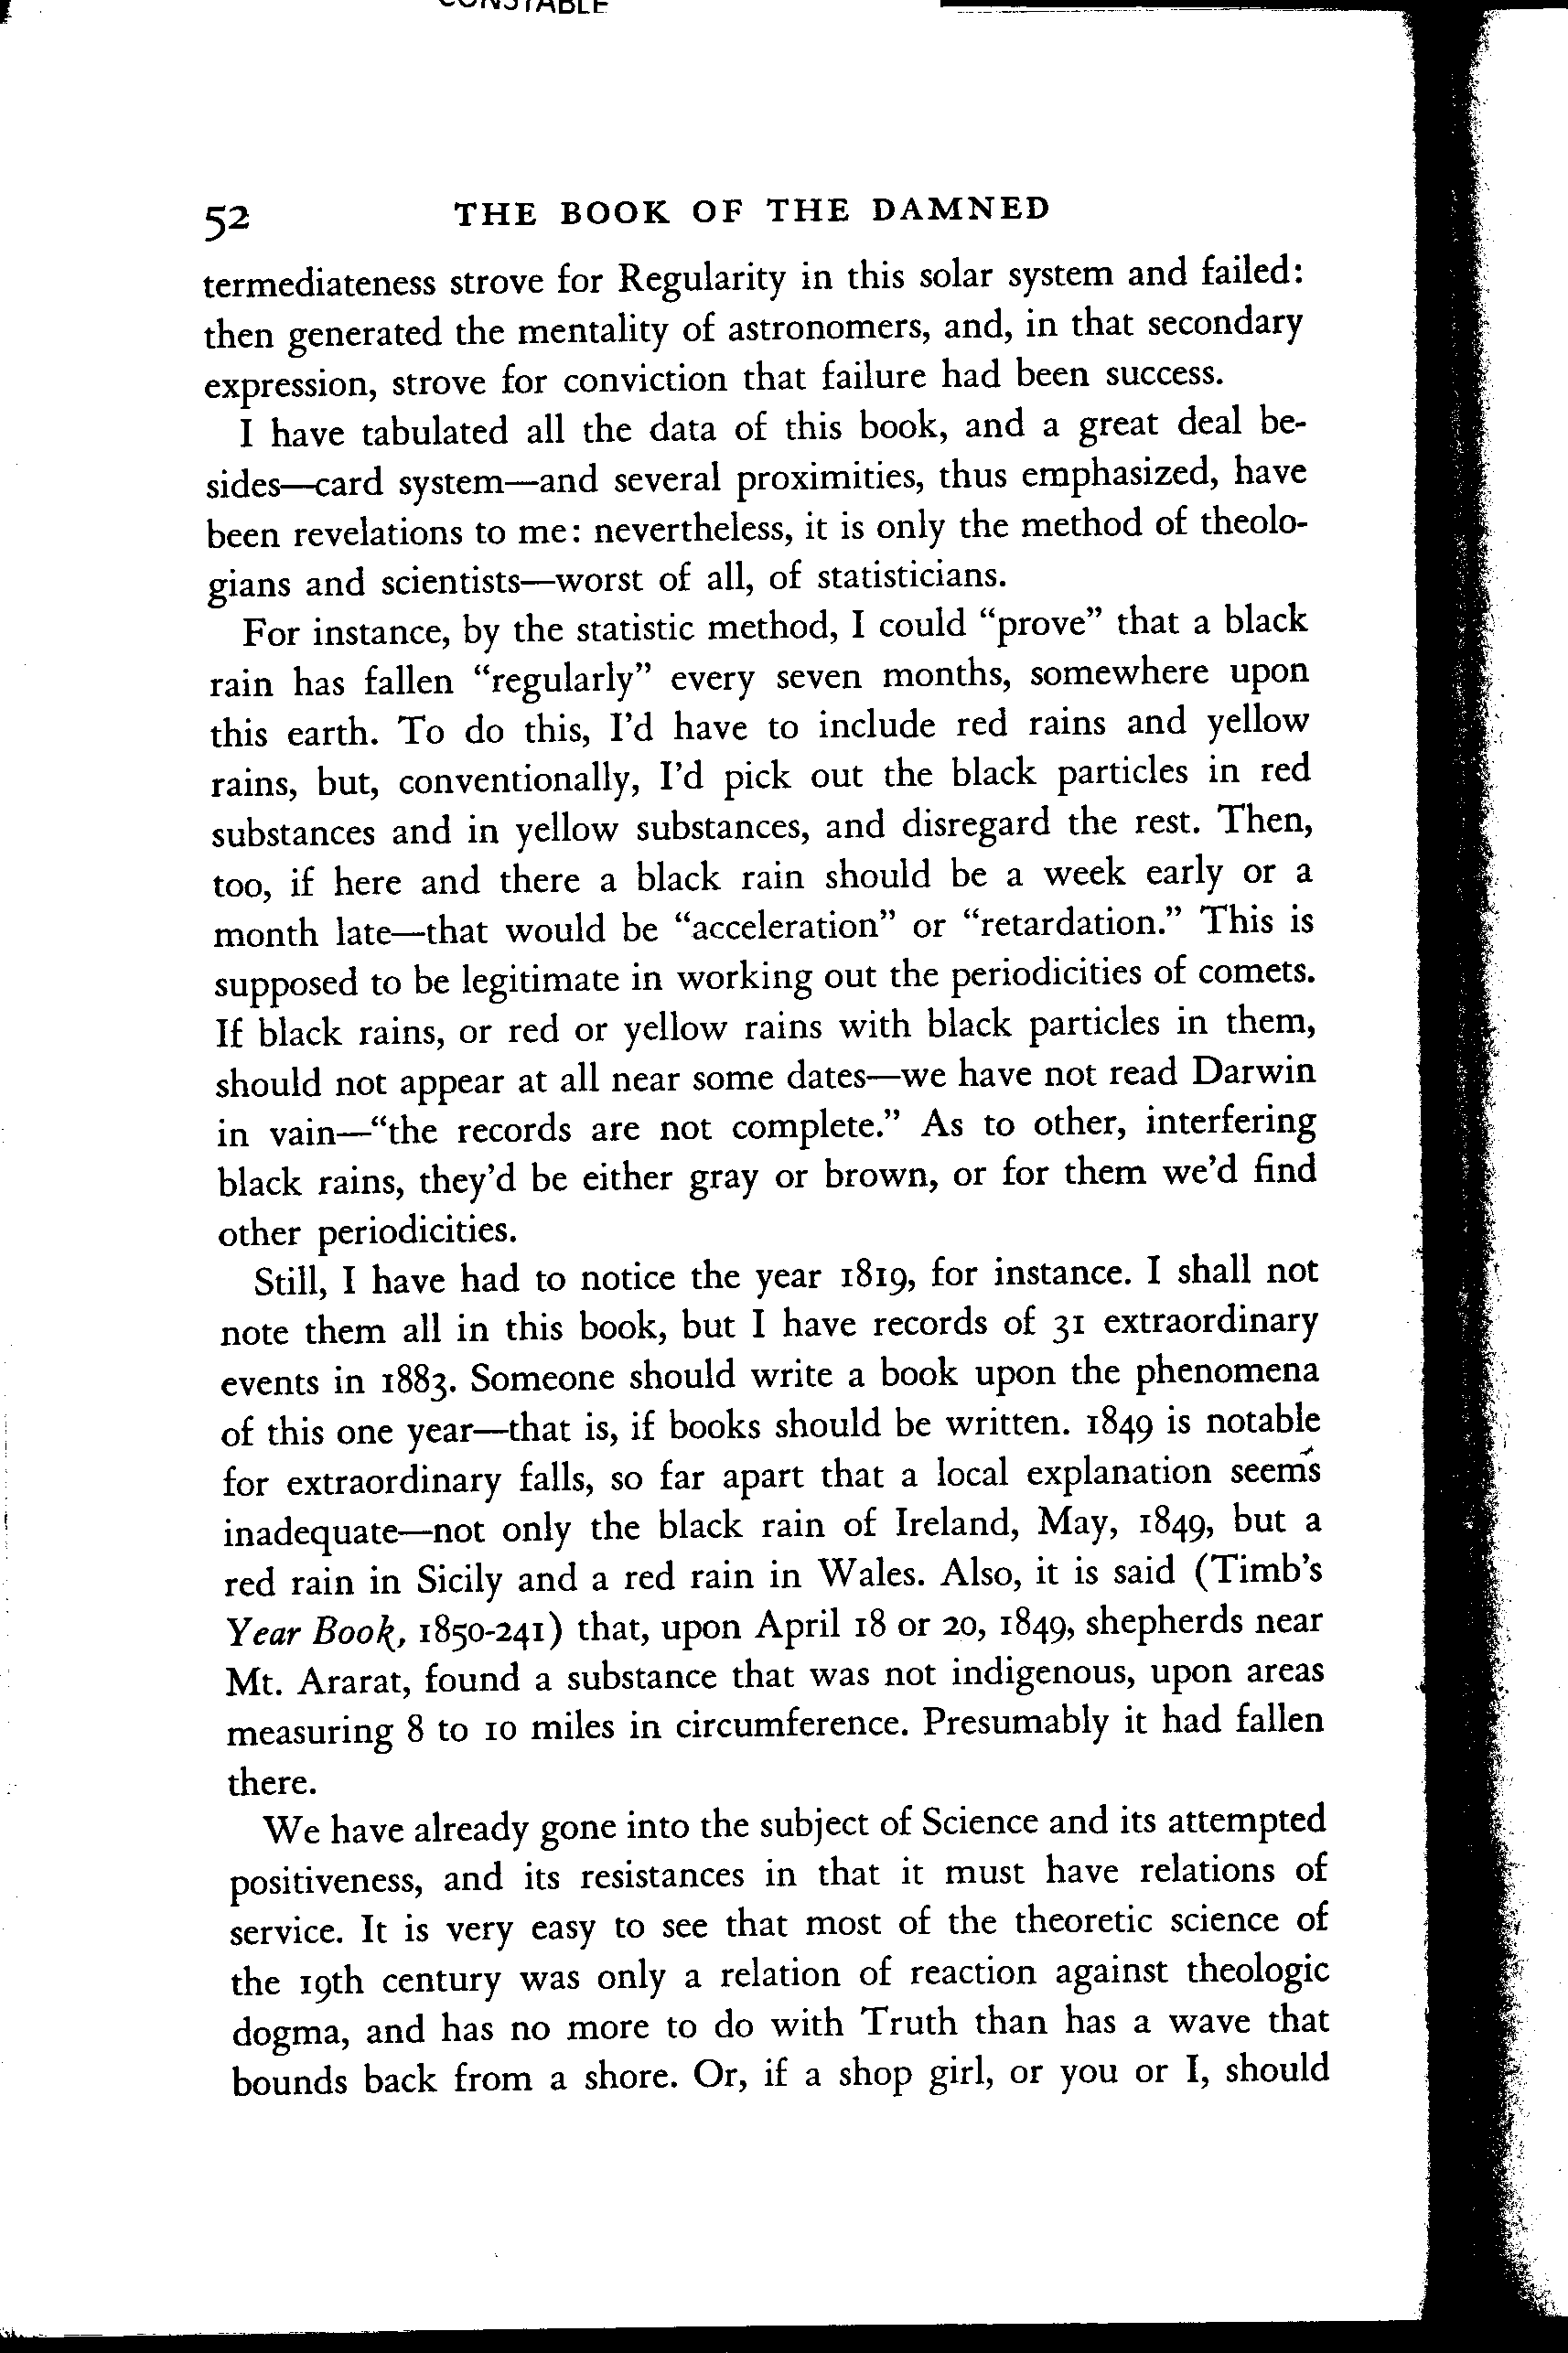 CONSTABLE
52 THE BOOK OF THE DAMNED
termediateness strove for Regularity in this solar system and failed:
then generated the mentality of astronomers, and, in that secondary
expression, strove for conviction that failure had been success.
I have tabulated all the data of this book, and a great deal be-
sides—card system—and several proximities, thus emphasized, have
been revelations to me: nevertheless, it is only the method of theolo-
gians and scientists—worst of all, of statisticians.
For instance, by the statistic method, I could “prove” that a black
rain has fallen “regularly” every seven months, somewhere upon
this earth. To do this, I’d have to include red rains and yellow
rains, but, conventionally, I’d pick out the black particles in red
substances and in yellow substances, and disregard the rest. Then,
too, if here and there a black rain should be a week early or a
month late—that would be “acceleration” or “retardation.” This is
supposed to be legitimate in working out the periodicities of comets.
If black rains, or red or yellow rains with black particles in them,
should not appear at all near some dates—we have not read Darwin
in vain—“the records are not complete.” As to other, interfering
black rains, they’d be either gray or brown, or for them we’d find
other periodicities.
Still, I have had to notice the year 1819, for instance. I shall not
note them all in this book, but I have records of 31 extraordinary
events in 1883. Someone should write a book upon the phenomena
of this one year—that is, if books should be written. 1849 is notable
for extraordinary falls, so far apart that a local explanation seems
inadequate—not only the black rain of Ireland, May, 1849, but a
red rain in Sicily and a red rain in Wales. Also, it is said (Timb’s
Year Book, 1850-241) that, upon April 18 or 20, 1849, shepherds near
Mt. Ararat, found a substance that was not indigenous, upon areas
measuring 8 to 10 miles in circumference. Presumably it had fallen
there.
We have already gone into the subject of Science and its attempted
positiveness, and its resistances in that it must have relations of
service. It is very easy to see that most of the theoretic science of
the 19th century was only a relation of reaction against theologic
dogma, and has no more to do with Truth than has a wave that
bounds back from a shore. Or, if a shop girl, or you or I, should